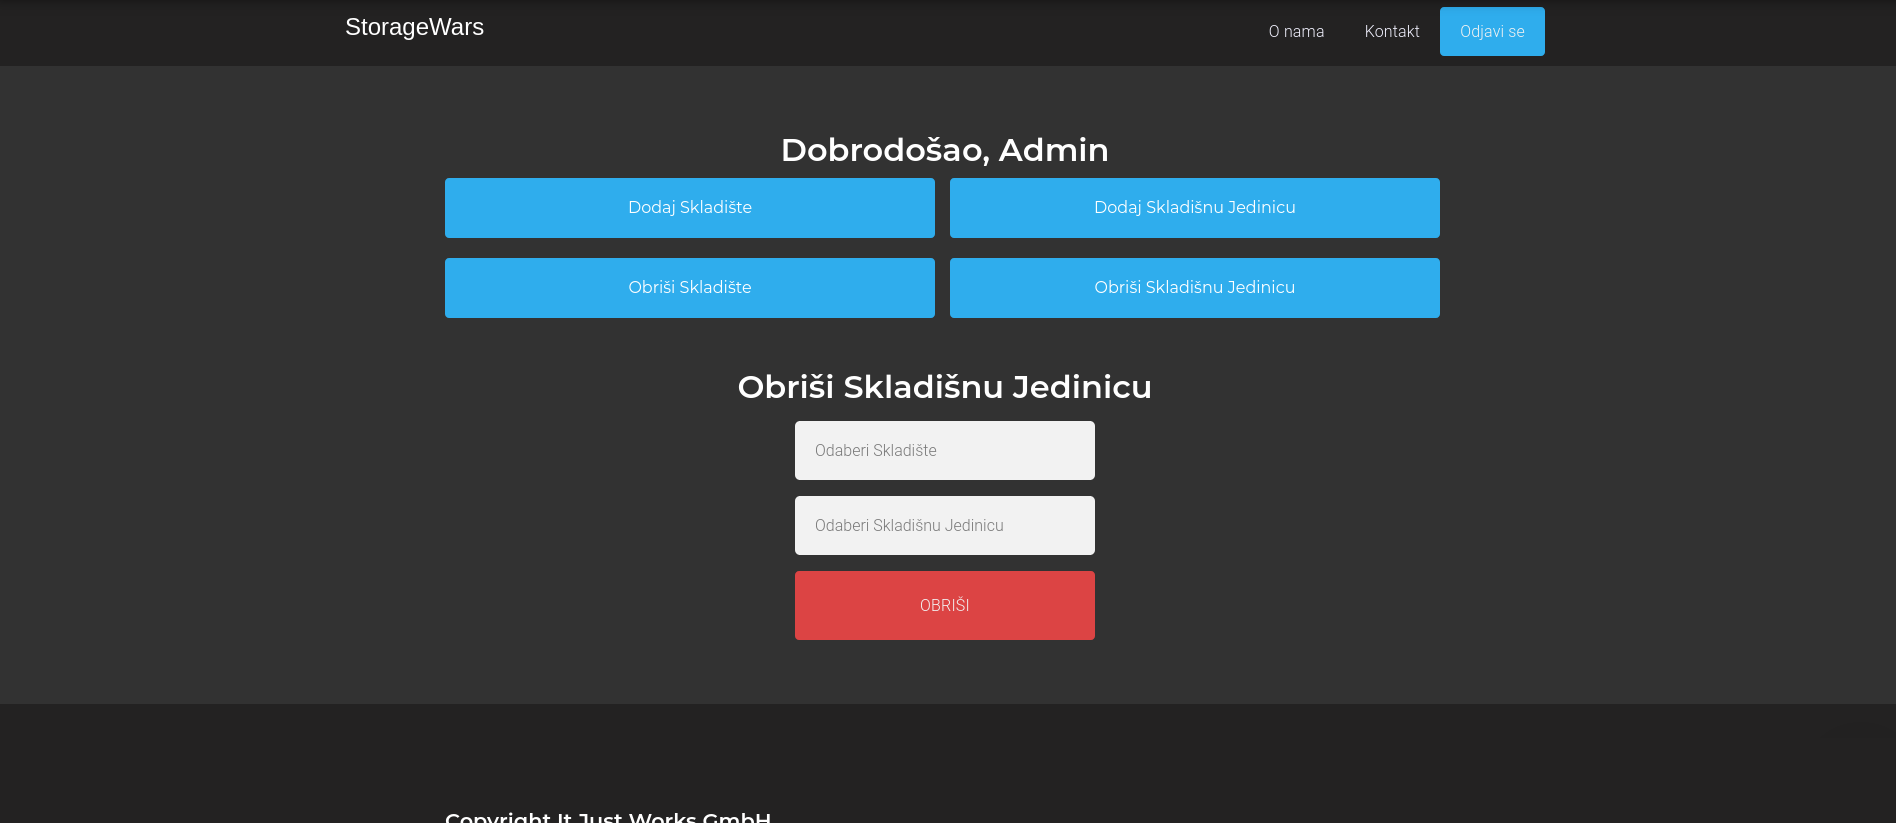 StorageWars
O nama
Kontakt
Odjavi se
Dobrodošao, Admin
Dodaj Skladište
Dodaj Skladišnu Jedinicu
Obriši Skladište
Obriši Skladišnu Jedinicu
Obriši Skladišnu Jedinicu
Odaberi Skladište
Odaberi Skladišnu Jedinicu
OBRIŠI
Copyright It Just Works GmbH